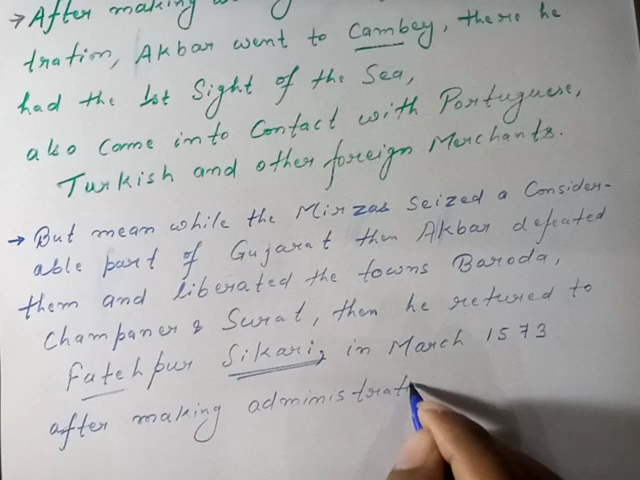 → After making
tration, Akbar went to Cambey, there he
had the 1st Sight of the Sea,
also come into Contact with Portuguese,
Turkish and other foreign Merchants.
→ But mean while the Mirzas Seized a Consider-
able part of Gujarat then Akbar defeated
them and liberated the towns Baroda,
Champaner & Surat, then he retured to
Fatehpur Sikari, in March 1573
after making administrat